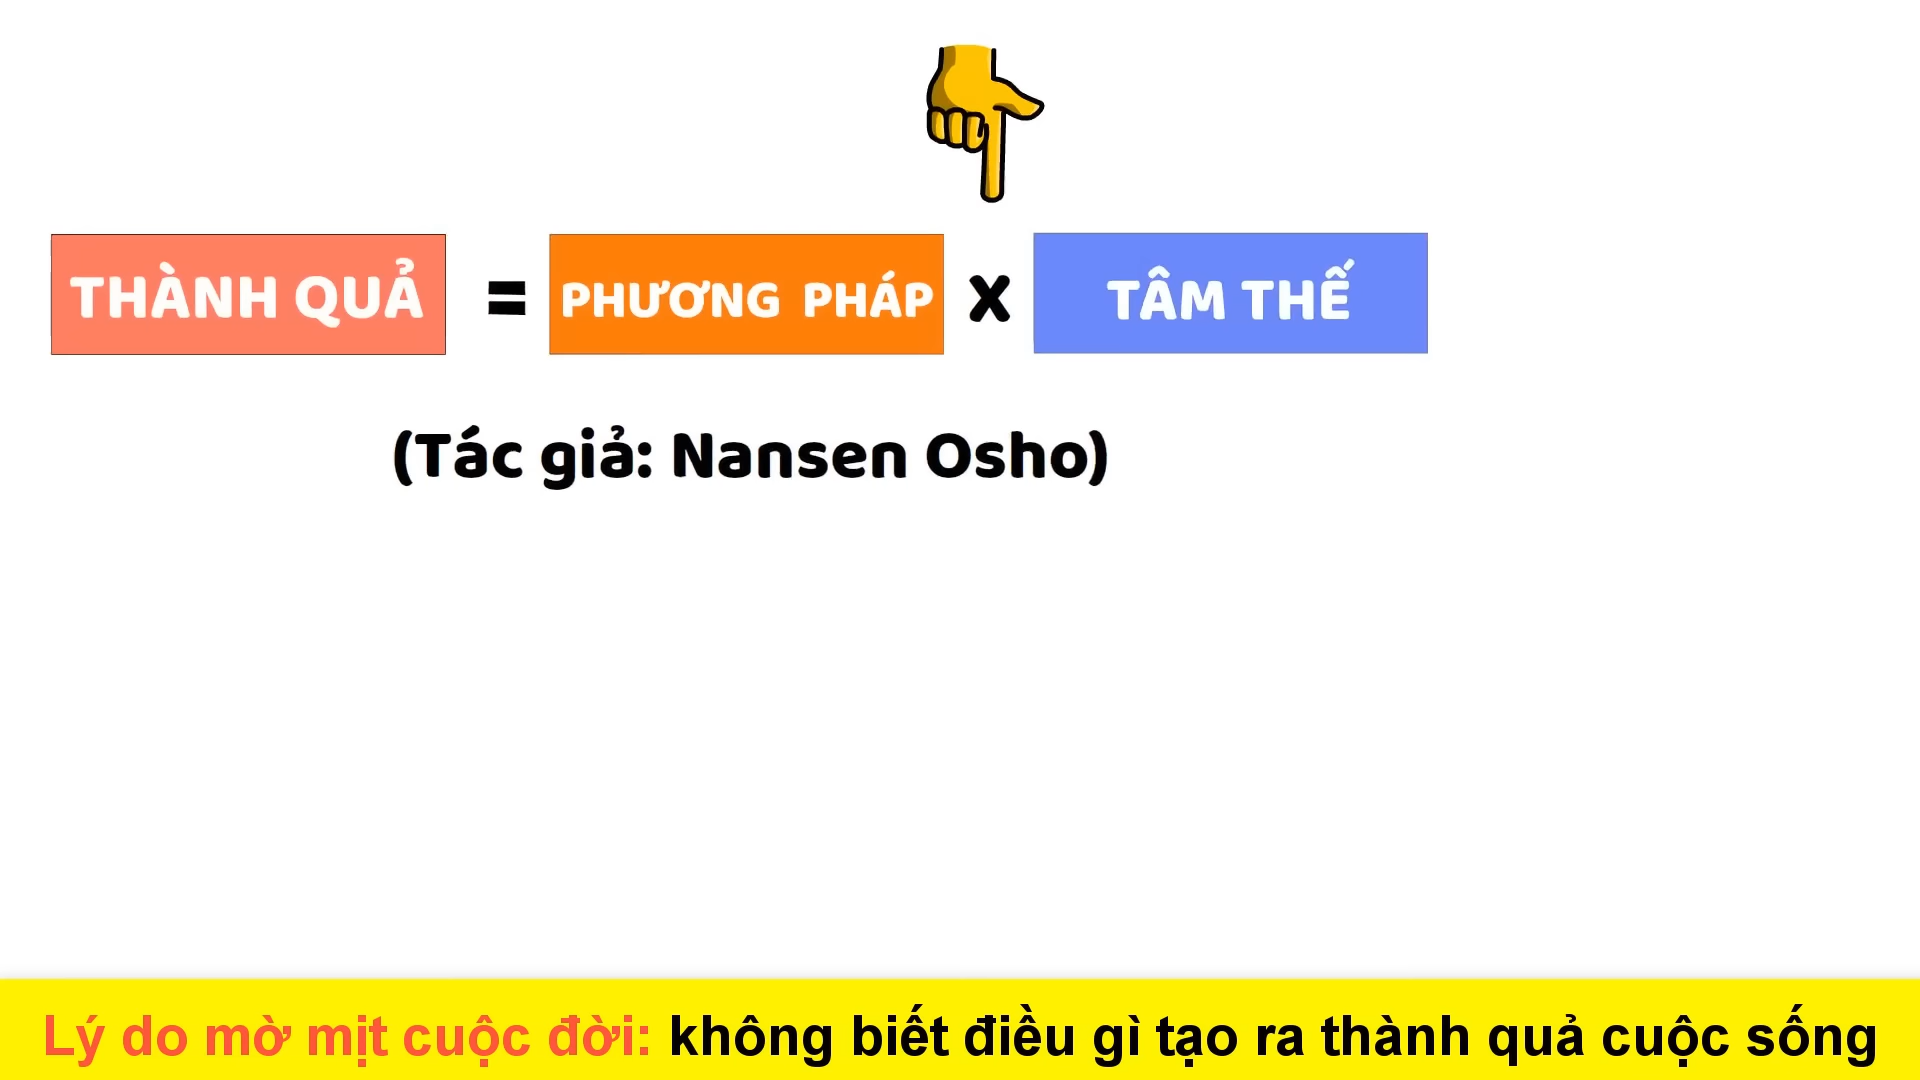 THÀNH QUẢ = PHƯƠNG PHÁP X TÂM THẾ
(Tác giả: Nansen Osho)
Lý do mờ mịt cuộc đời: không biết điều gì tạo ra thành quả cuộc sống